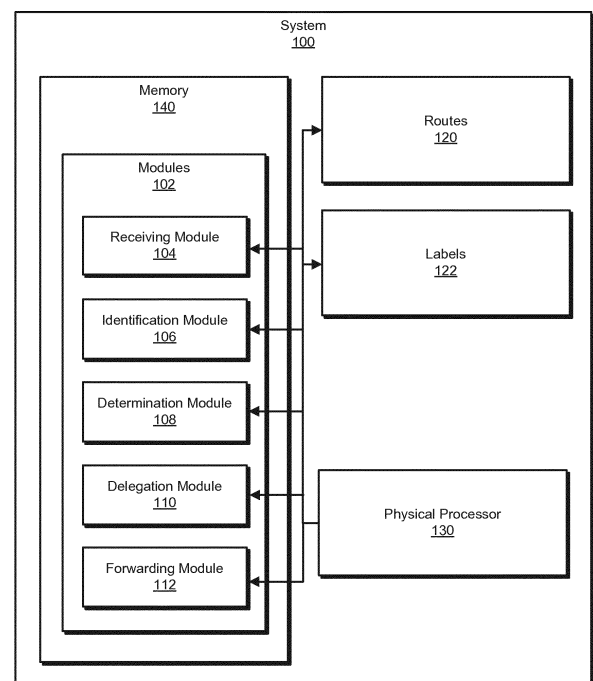 System
100
Memory
140
Modules
102
Receiving Module
104
Identification Module
106
Determination Module
108
Delegation Module
110
Forwarding Module
112
Routes
120
Labels
122
Physical Processor
130